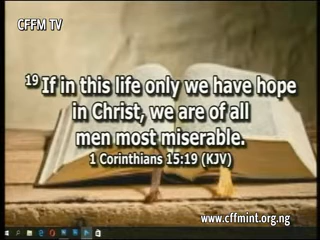 CFFM TV
19 If in this life only we have hope
in Christ, we are of all
men most miserable.
1 Corinthians 15:19 (KJV)
www.cffmint.org.ng